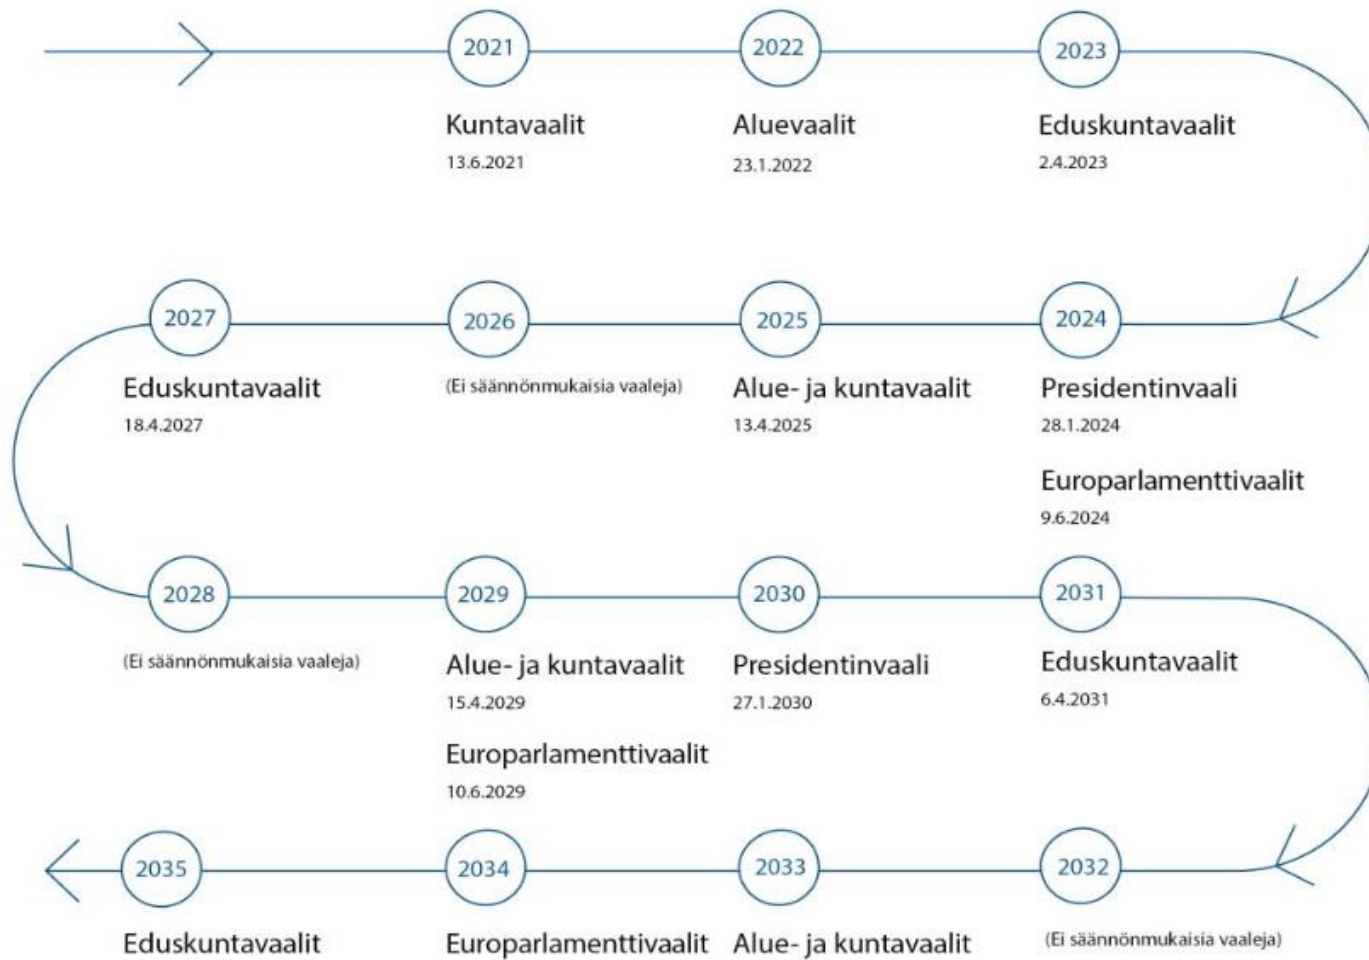 2021
Kuntavaalit
13.6.2021
2022
Aluevaalit
23.1.2022
2023
Eduskuntavaalit
2.4.2023
2024
Presidentinvaali
28.1.2024
Europarlamenttivaalit
9.6.2024
2025
Alue- ja kuntavaalit
13.4.2025
2026
(Ei säännönmukaisia vaaleja)
2027
Eduskuntavaalit
18.4.2027
2028
(Ei säännönmukaisia vaaleja)
2029
Alue- ja kuntavaalit
15.4.2029
Europarlamenttivaalit
10.6.2029
2030
Presidentinvaali
27.1.2030
2031
Eduskuntavaalit
6.4.2031
2032
(Ei säännönmukaisia vaaleja)
2033
Alue- ja kuntavaalit
2034
Europarlamenttivaalit
2035
Eduskuntavaalit